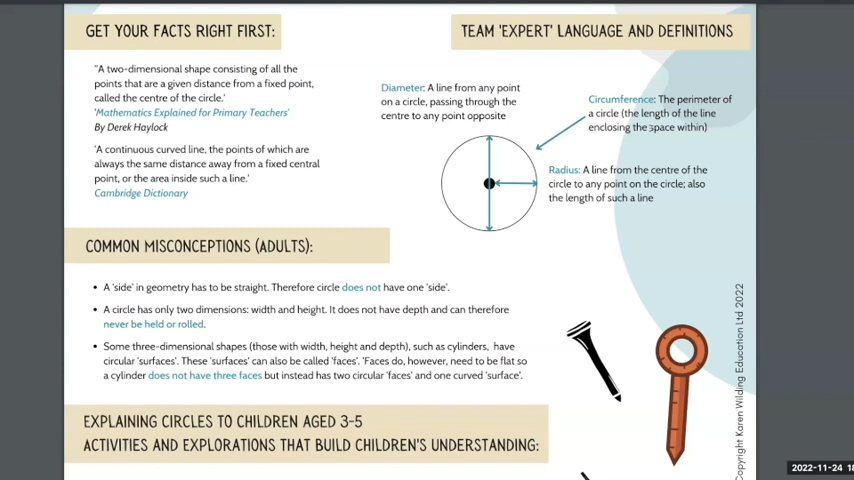 GET YOUR FACTS RIGHT FIRST:
"A two-dimensional shape consisting of all the
points that are a given distance from a fixed point,
called the centre of the circle.'
'Mathematics Explained for Primary Teachers'
By Derek Haylock
'A continuous curved line, the points of which are
always the same distance away from a fixed central
point, or the area inside such a line.'
Cambridge Dictionary
TEAM 'EXPERT' LANGUAGE AND DEFINITIONS
Diameter: A line from any point
on a circle, passing through the
centre to any point opposite
Circumference: The perimeter of
a circle (the length of the line
enclosing the space within)
Radius: A line from the centre of the
circle to any point on the circle; also
the length of such a line
COMMON MISCONCEPTIONS (ADULTS):
• A 'side' in geometry has to be straight. Therefore circle does not have one 'side'.
• A circle has only two dimensions: width and height. It does not have depth and can therefore
never be held or rolled.
• Some three-dimensional shapes (those with width, height and depth), such as cylinders, have
circular 'surfaces'. These 'surfaces' can also be called 'faces'. 'Faces do, however, need to be flat so
a cylinder does not have three faces but instead has two circular 'faces' and one curved 'surface'.
EXPLAINING CIRCLES TO CHILDREN AGED 3-5
ACTIVITIES AND EXPLORATIONS THAT BUILD CHILDREN'S UNDERSTANDING:
Copyright Karen Wilding Education Ltd 2022
2022-11-24 18